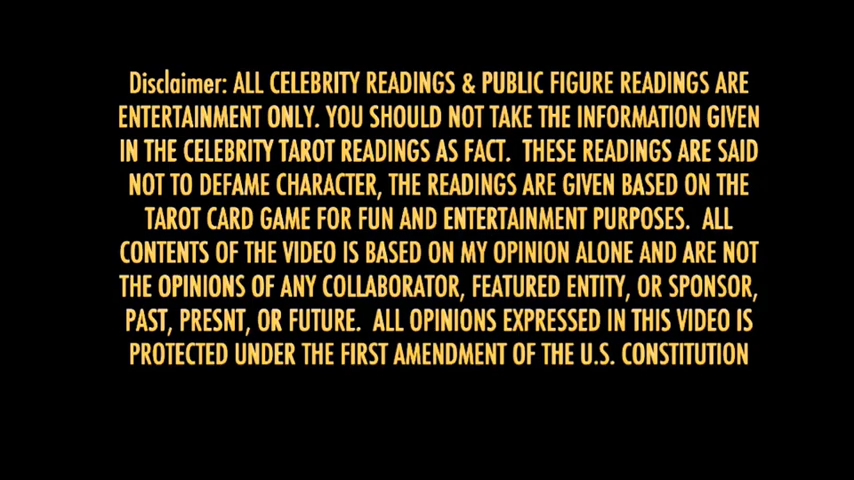 Disclaimer: ALL CELEBRITY READINGS & PUBLIC FIGURE READINGS ARE
ENTERTAINMENT ONLY. YOU SHOULD NOT TAKE THE INFORMATION GIVEN
IN THE CELEBRITY TAROT READINGS AS FACT. THESE READINGS ARE SAID
NOT TO DEFAME CHARACTER, THE READINGS ARE GIVEN BASED ON THE
TAROT CARD GAME FOR FUN AND ENTERTAINMENT PURPOSES. ALL
CONTENTS OF THE VIDEO IS BASED ON MY OPINION ALONE AND ARE NOT
THE OPINIONS OF ANY COLLABORATOR, FEATURED ENTITY, OR SPONSOR,
PAST, PRESNT, OR FUTURE. ALL OPINIONS EXPRESSED IN THIS VIDEO IS
PROTECTED UNDER THE FIRST AMENDMENT OF THE U.S. CONSTITUTION